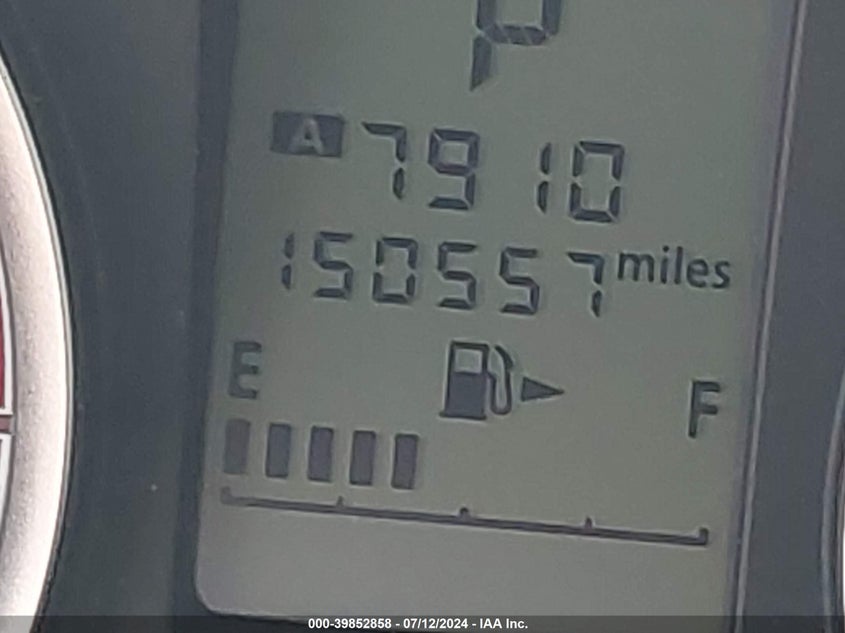 P
A 7910
150557 miles
E F
000-39852858 - 07/12/2024 - IAA Inc.